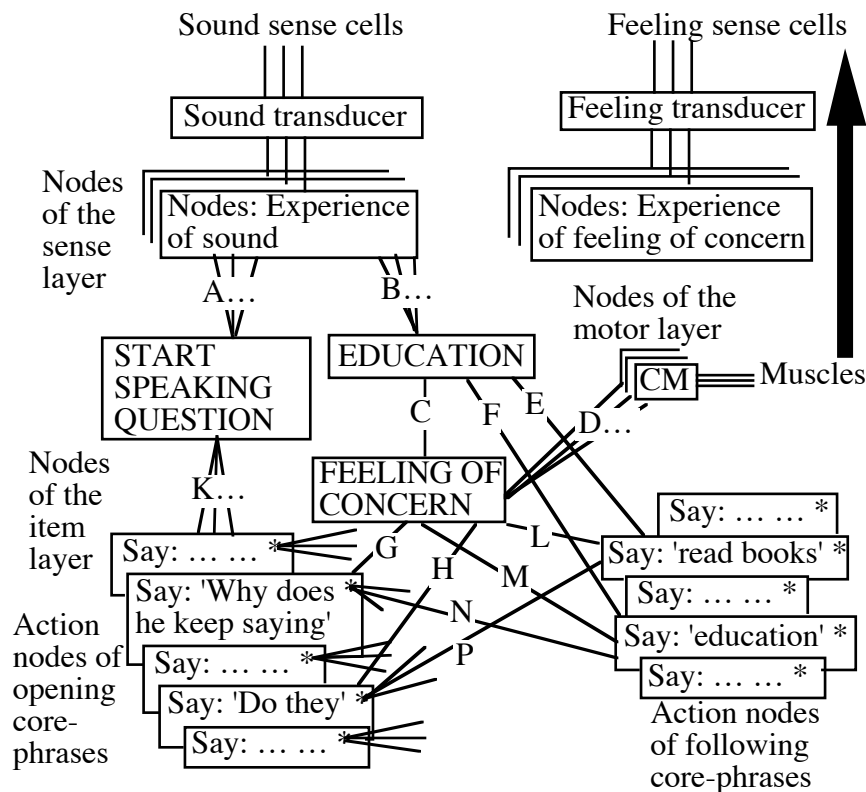 Sound sense cells
Feeling sense cells
Sound transducer
Feeling transducer
Nodes
of the
sense
layer
Nodes: Experience
of sound
Nodes: Experience
of feeling of concern
A…
B…
Nodes of the
motor layer
START
SPEAKING
QUESTION
EDUCATION
CM
Muscles
C
F
E
D…
Nodes
of the
item
layer
K…
FEELING OF
CONCERN
G
H
L
M
N
P
Say: … … *
Say: 'Why does *
he keep saying'
Say: … … *
Say: 'Do they' *
Say: … … *
Action
nodes of
opening
core-
phrases
Say: … … *
Say: 'read books' *
Say: … … *
Say: 'education' *
Say: … … *
Action nodes
of following
core-phrases